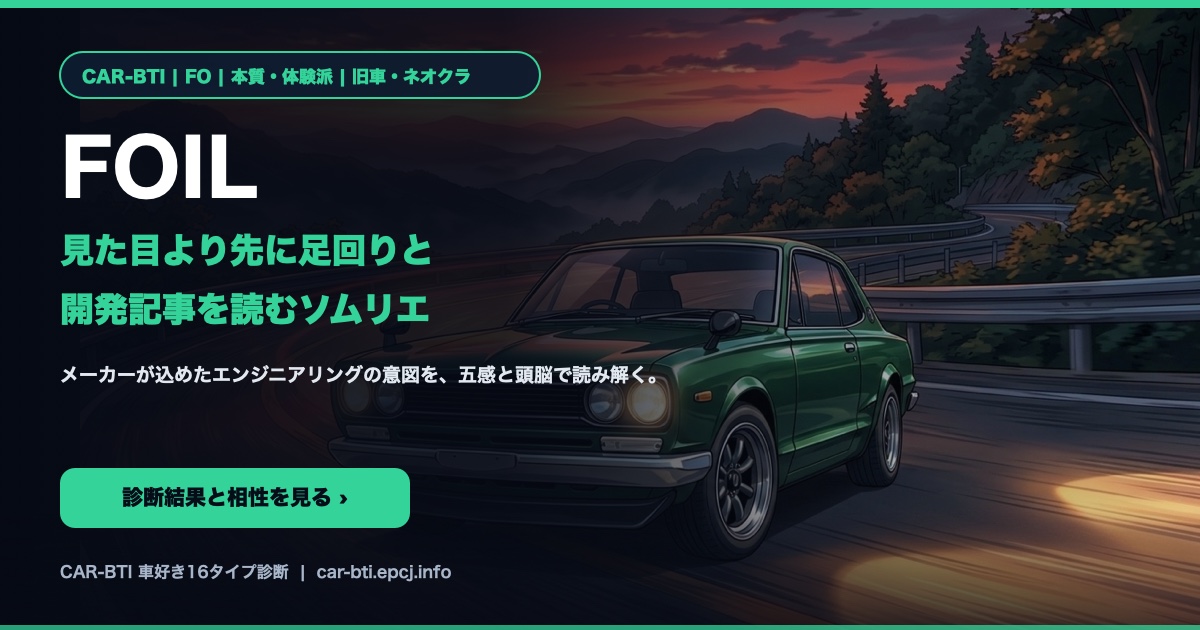 CAR-BTI | FO | 本質・体験派 | 旧車・ネオクラ
FOIL
見た目より先に足回りと
開発記事を読むソムリエ
メーカーが込めたエンジニアリングの意図を、五感と頭脳で読み解く。
診断結果と相性を見る ›
CAR-BTI 車好き16タイプ診断 | car-bti.epcj.info